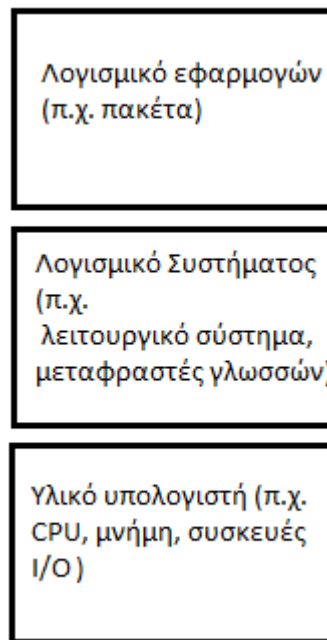 Λογισμικό εφαρμογών
(π.χ. πακέτα)
Λογισμικό Συστήματος
(π.χ.
λειτουργικό σύστημα,
μεταφραστές γλωσσών)
Υλικό υπολογιστή (π.χ.
CPU, μνήμη, συσκευές
I/O )